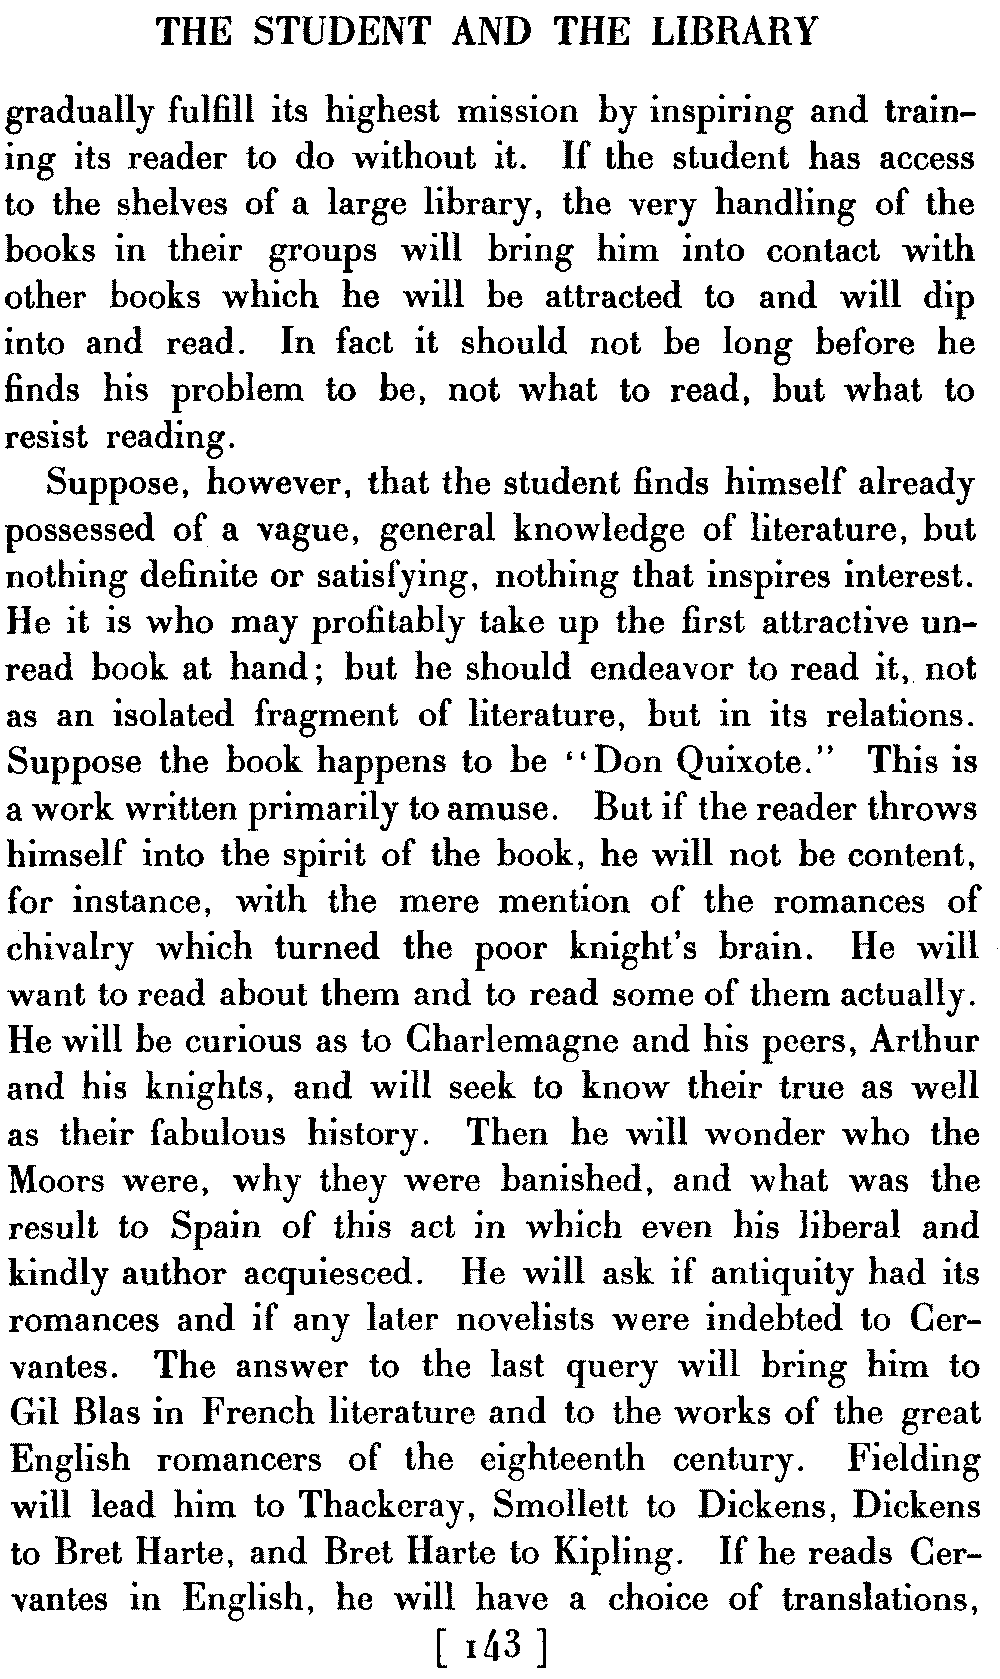 THE STUDENT AND THE LIBRARY
gradually fulfill its highest mission by inspiring and train-
ing its reader to do without it. If the student has access
to the shelves of a large library, the very handling of the
books in their groups will bring him into contact with
other books which he will be attracted to and will dip
into and read. In fact it should not be long before he
finds his problem to be, not what to read, but what to
resist reading.
Suppose, however, that the student finds himself already
possessed of a vague, general knowledge of literature, but
nothing definite or satisfying, nothing that inspires interest.
He it is who may profitably take up the first attractive un-
read book at hand; but he should endeavor to read it, not
as an isolated fragment of literature, but in its relations.
Suppose the book happens to be "Don Quixote." This is
a work written primarily to amuse. But if the reader throws
himself into the spirit of the book, he will not be content,
for instance, with the mere mention of the romances of
chivalry which turned the poor knight's brain. He will
want to read about them and to read some of them actually.
He will be curious as to Charlemagne and his peers, Arthur
and his knights, and will seek to know their true as well
as their fabulous history. Then he will wonder who the
Moors were, why they were banished, and what was the
result to Spain of this act in which even his liberal and
kindly author acquiesced. He will ask if antiquity had its
romances and if any later novelists were indebted to Cer-
vantes. The answer to the last query will bring him to
Gil Blas in French literature and to the works of the great
English romancers of the eighteenth century. Fielding
will lead him to Thackeray, Smollett to Dickens, Dickens
to Bret Harte, and Bret Harte to Kipling. If he reads Cer-
vantes in English, he will have a choice of translations,
[ 143 ]